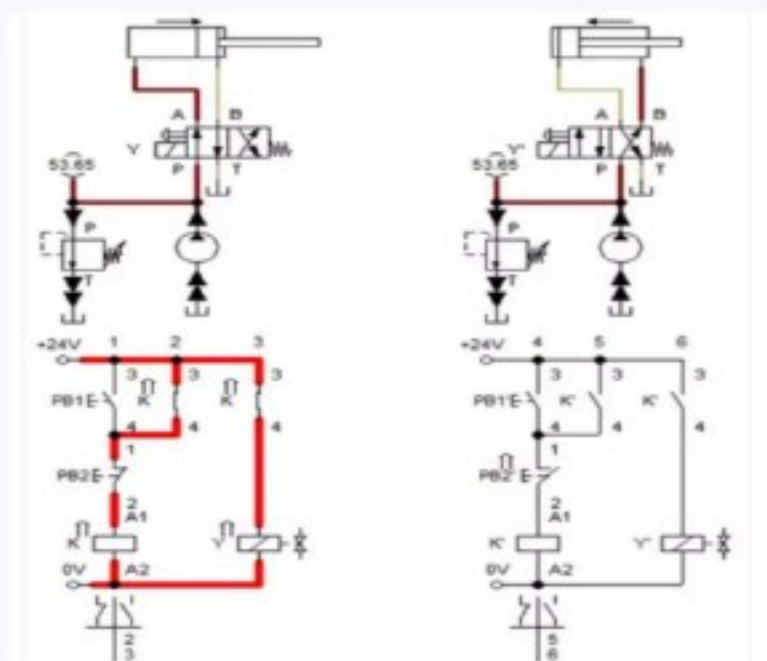 A B A B
Y P T Y' P T
53.65 53.65
P P
T T
+24V 1 2 3 +24V 4 5 6
3 3 3 3 3 3
PB1 K K PB1' K' K'
4 4 4 4 4 4
1 1
PB2 PB2'
2 2
A1 A1
K Y K' Y'
0V A2 0V A2
2 5
3 6